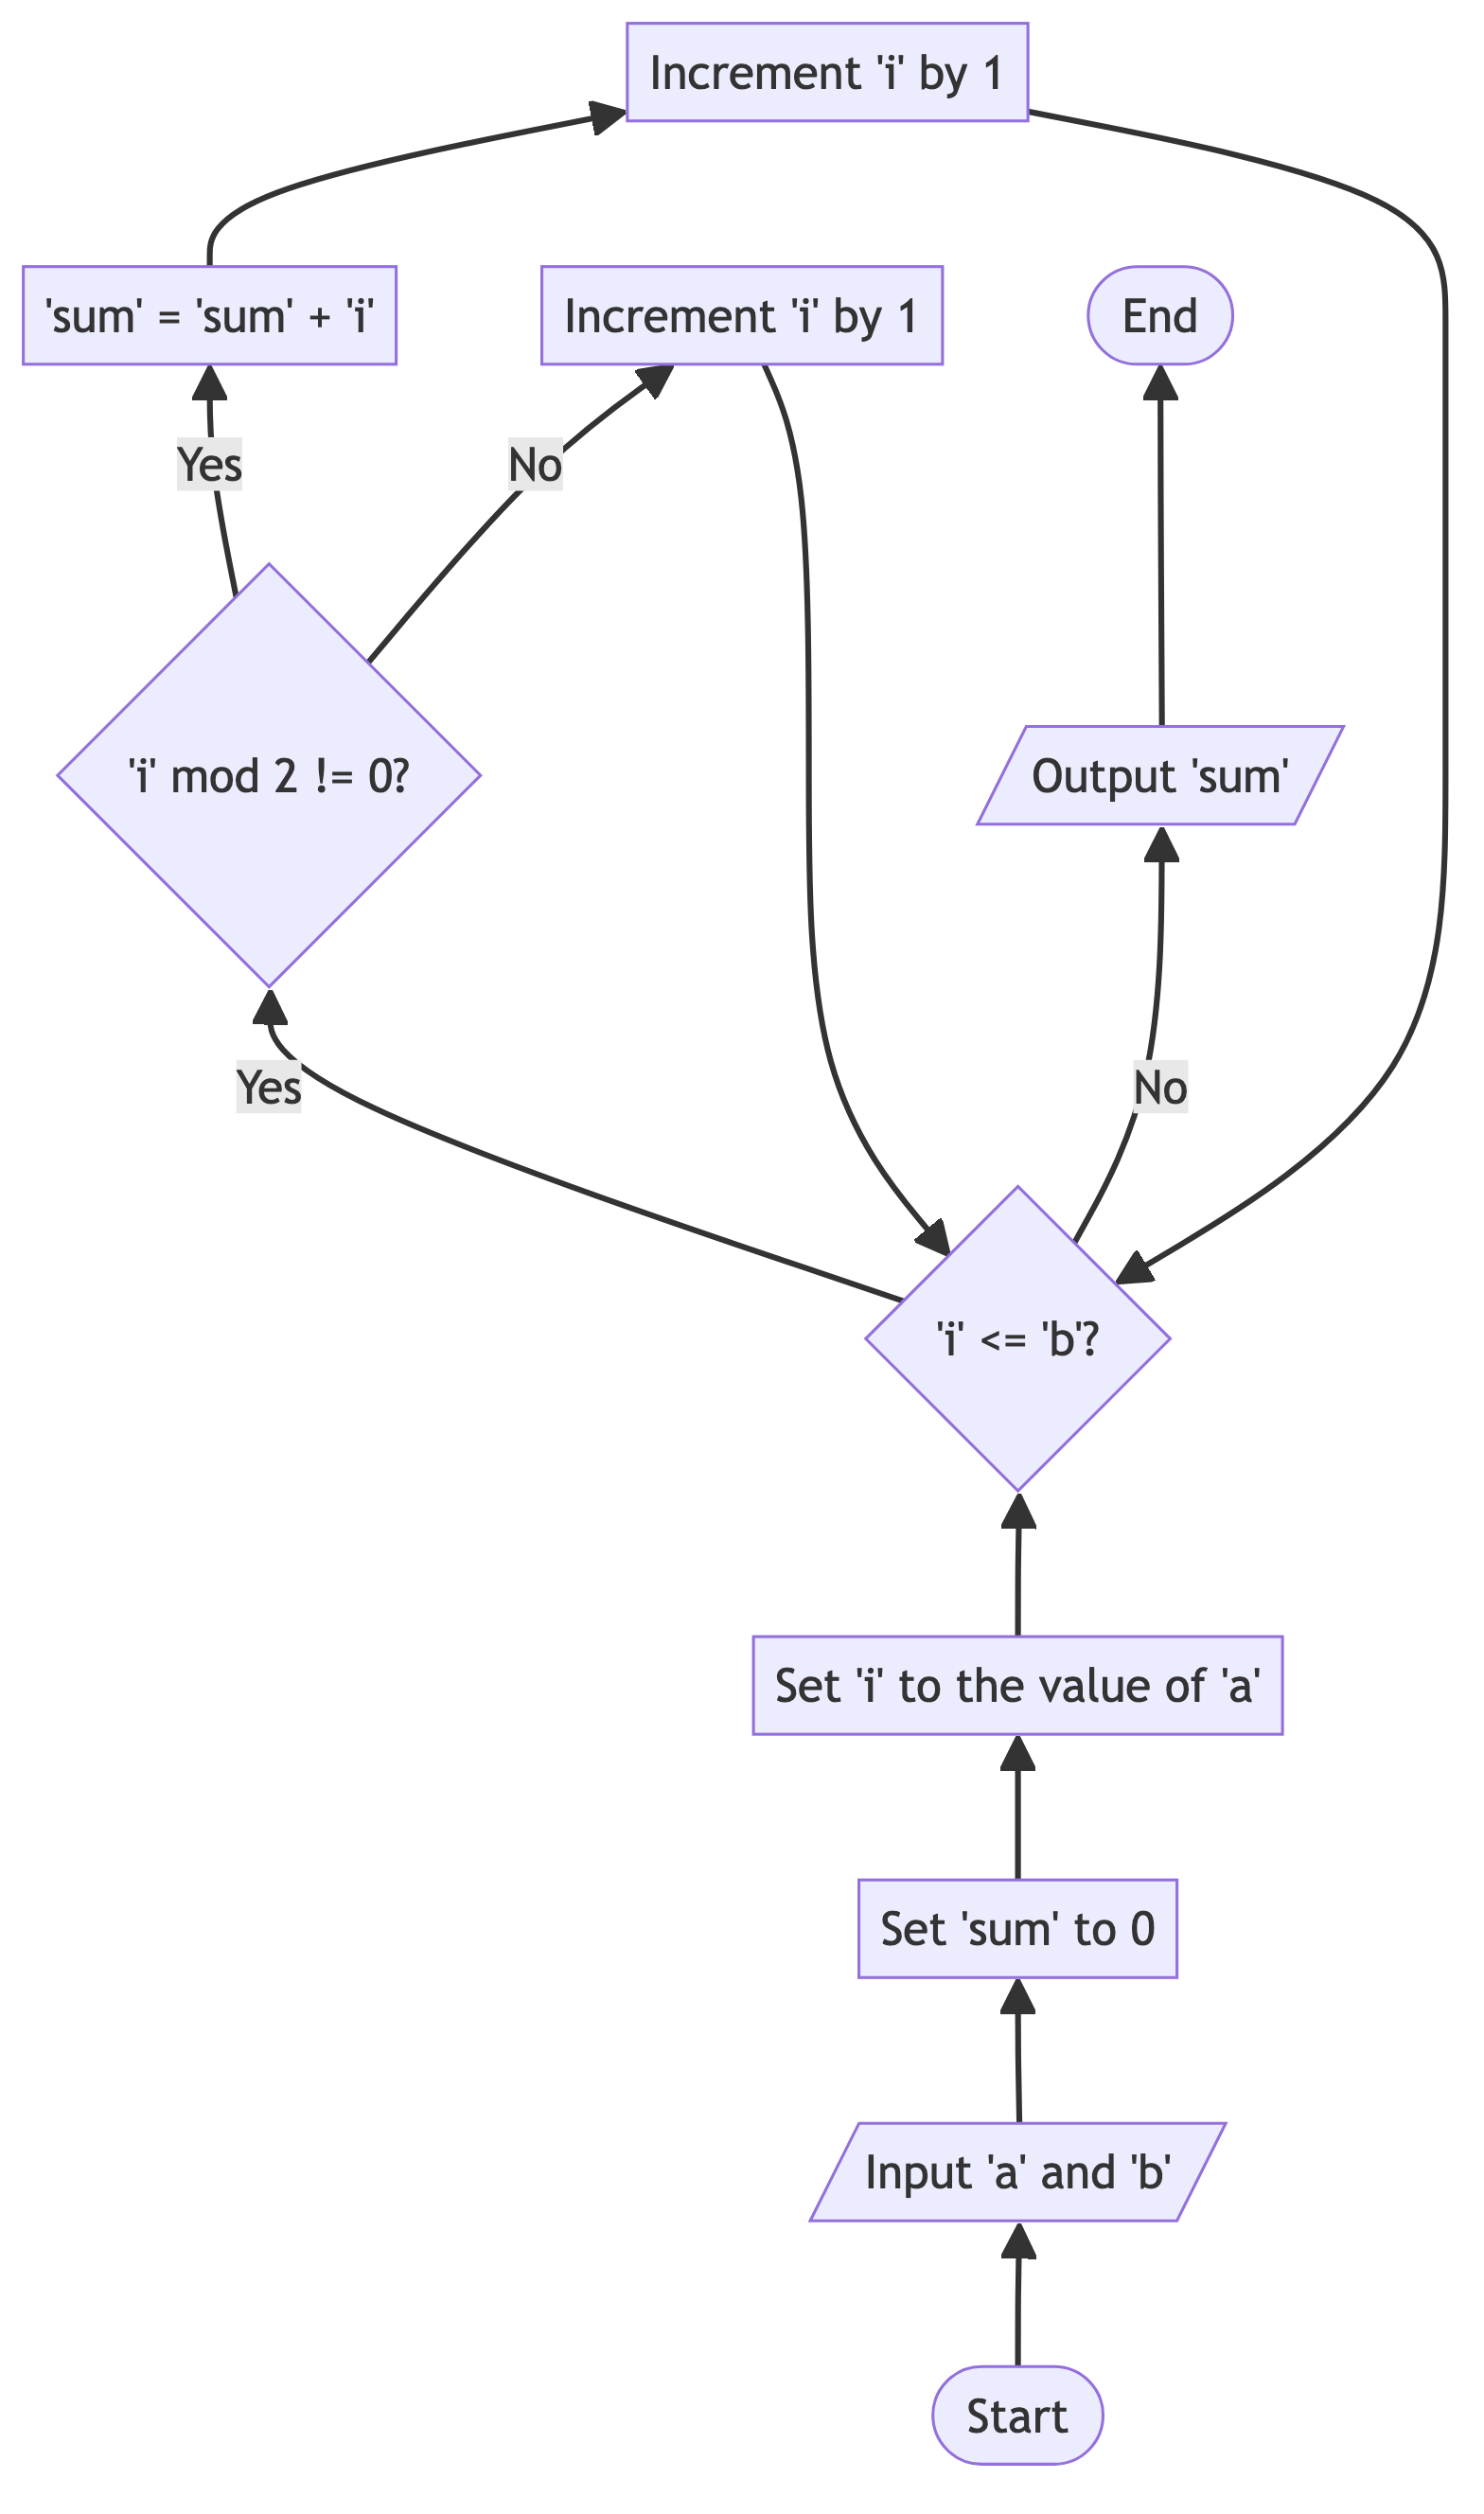 Increment 'i' by 1
'sum' = 'sum' + 'i'
Increment 'i' by 1
End
Yes
No
'i' mod 2 != 0?
Output 'sum'
Yes
No
'i' <= 'b'?
Set 'i' to the value of 'a'
Set 'sum' to 0
Input 'a' and 'b'
Start